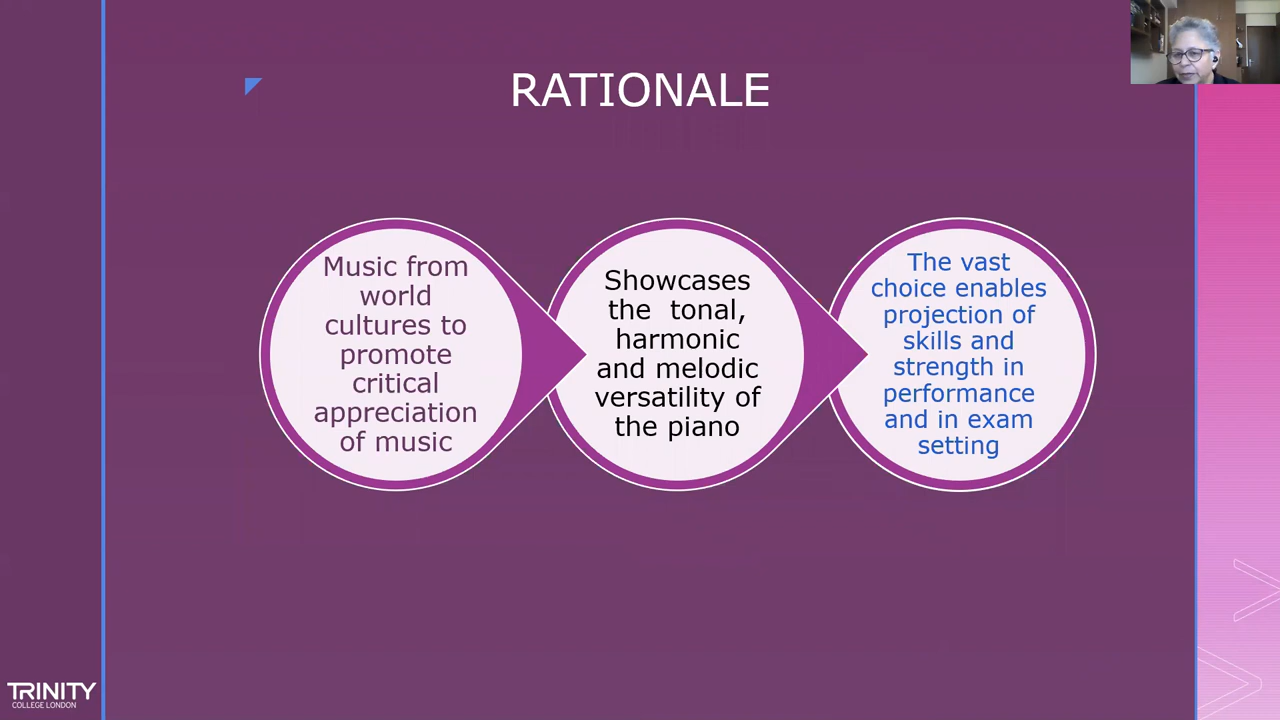 RATIONALE
Music from
world
cultures to
promote
critical
appreciation
of music
Showcases
the tonal,
harmonic
and melodic
versatility of
the piano
The vast
choice enables
projection of
skills and
strength in
performance
and in exam
setting
TRINITY
COLLEGE LONDON